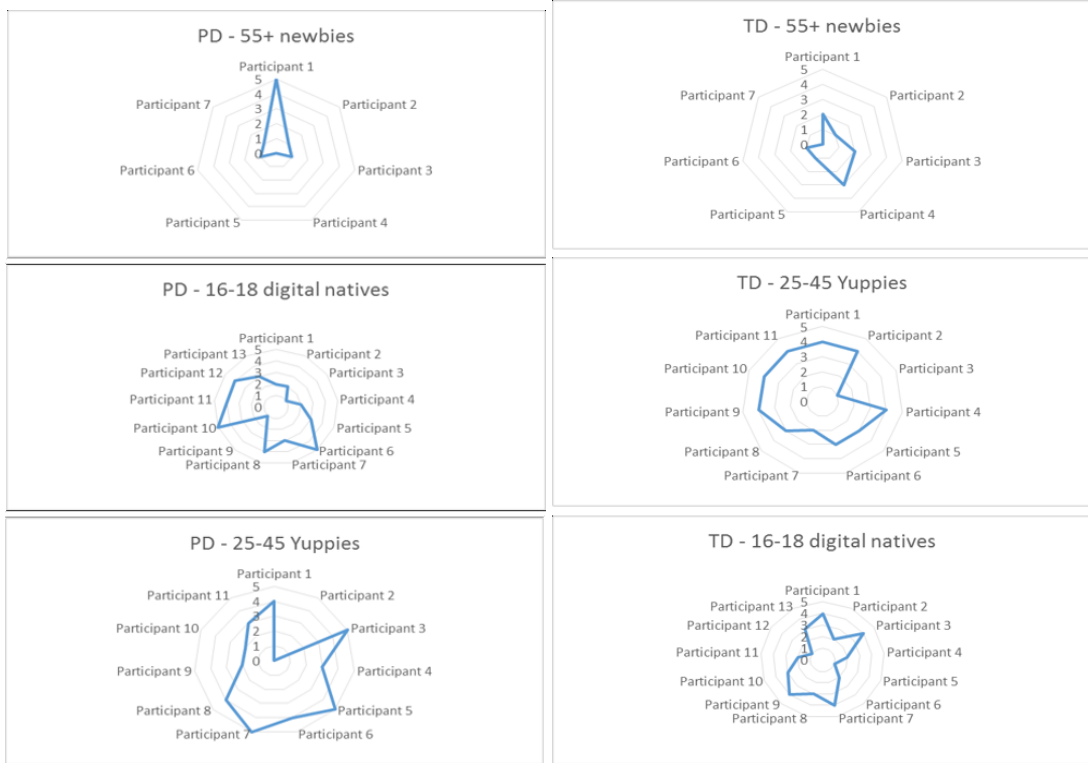 PD - 55+ newbies
Participant 1
Participant 2
Participant 3
Participant 4
Participant 5
Participant 6
Participant 7
5
4
3
2
1
0
TD - 55+ newbies
Participant 1
Participant 2
Participant 3
Participant 4
Participant 5
Participant 6
Participant 7
5
4
3
2
1
0
PD - 16-18 digital natives
Participant 1
Participant 2
Participant 3
Participant 4
Participant 5
Participant 6
Participant 7
Participant 8
Participant 9
Participant 10
Participant 11
Participant 12
Participant 13
5
4
3
2
1
0
TD - 25-45 Yuppies
Participant 1
Participant 2
Participant 3
Participant 4
Participant 5
Participant 6
Participant 7
Participant 8
Participant 9
Participant 10
Participant 11
5
4
3
2
1
0
PD - 25-45 Yuppies
Participant 1
Participant 2
Participant 3
Participant 4
Participant 5
Participant 6
Participant 7
Participant 8
Participant 9
Participant 10
Participant 11
5
4
3
2
1
0
TD - 16-18 digital natives
Participant 1
Participant 2
Participant 3
Participant 4
Participant 5
Participant 7
Participant 8
Participant 9
Participant 10
Participant 11
Participant 12
Participant 13
5
4
3
2
1
0